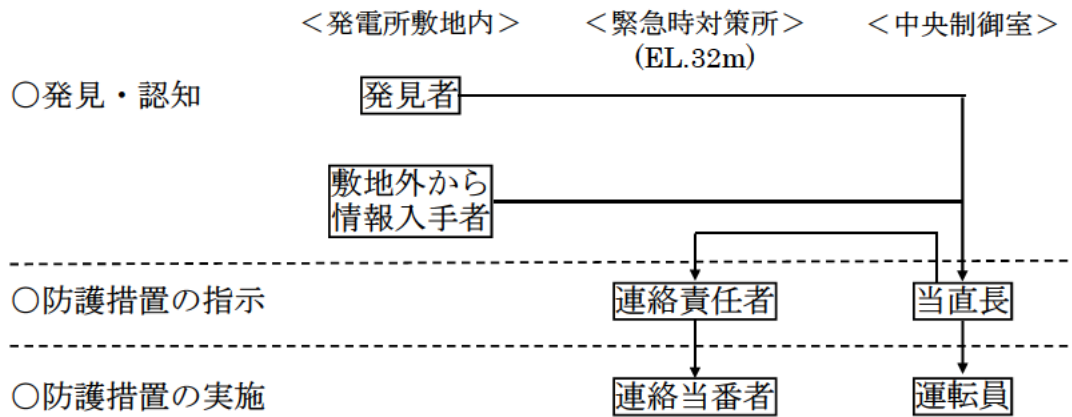 ＜発電所敷地内＞ ＜緊急時対策所＞ ＜中央制御室＞
(EL.32m)
○発見・認知 発見者
敷地外から
情報入手者
○防護措置の指示 連絡責任者 当直長
○防護措置の実施 連絡当番者 運転員